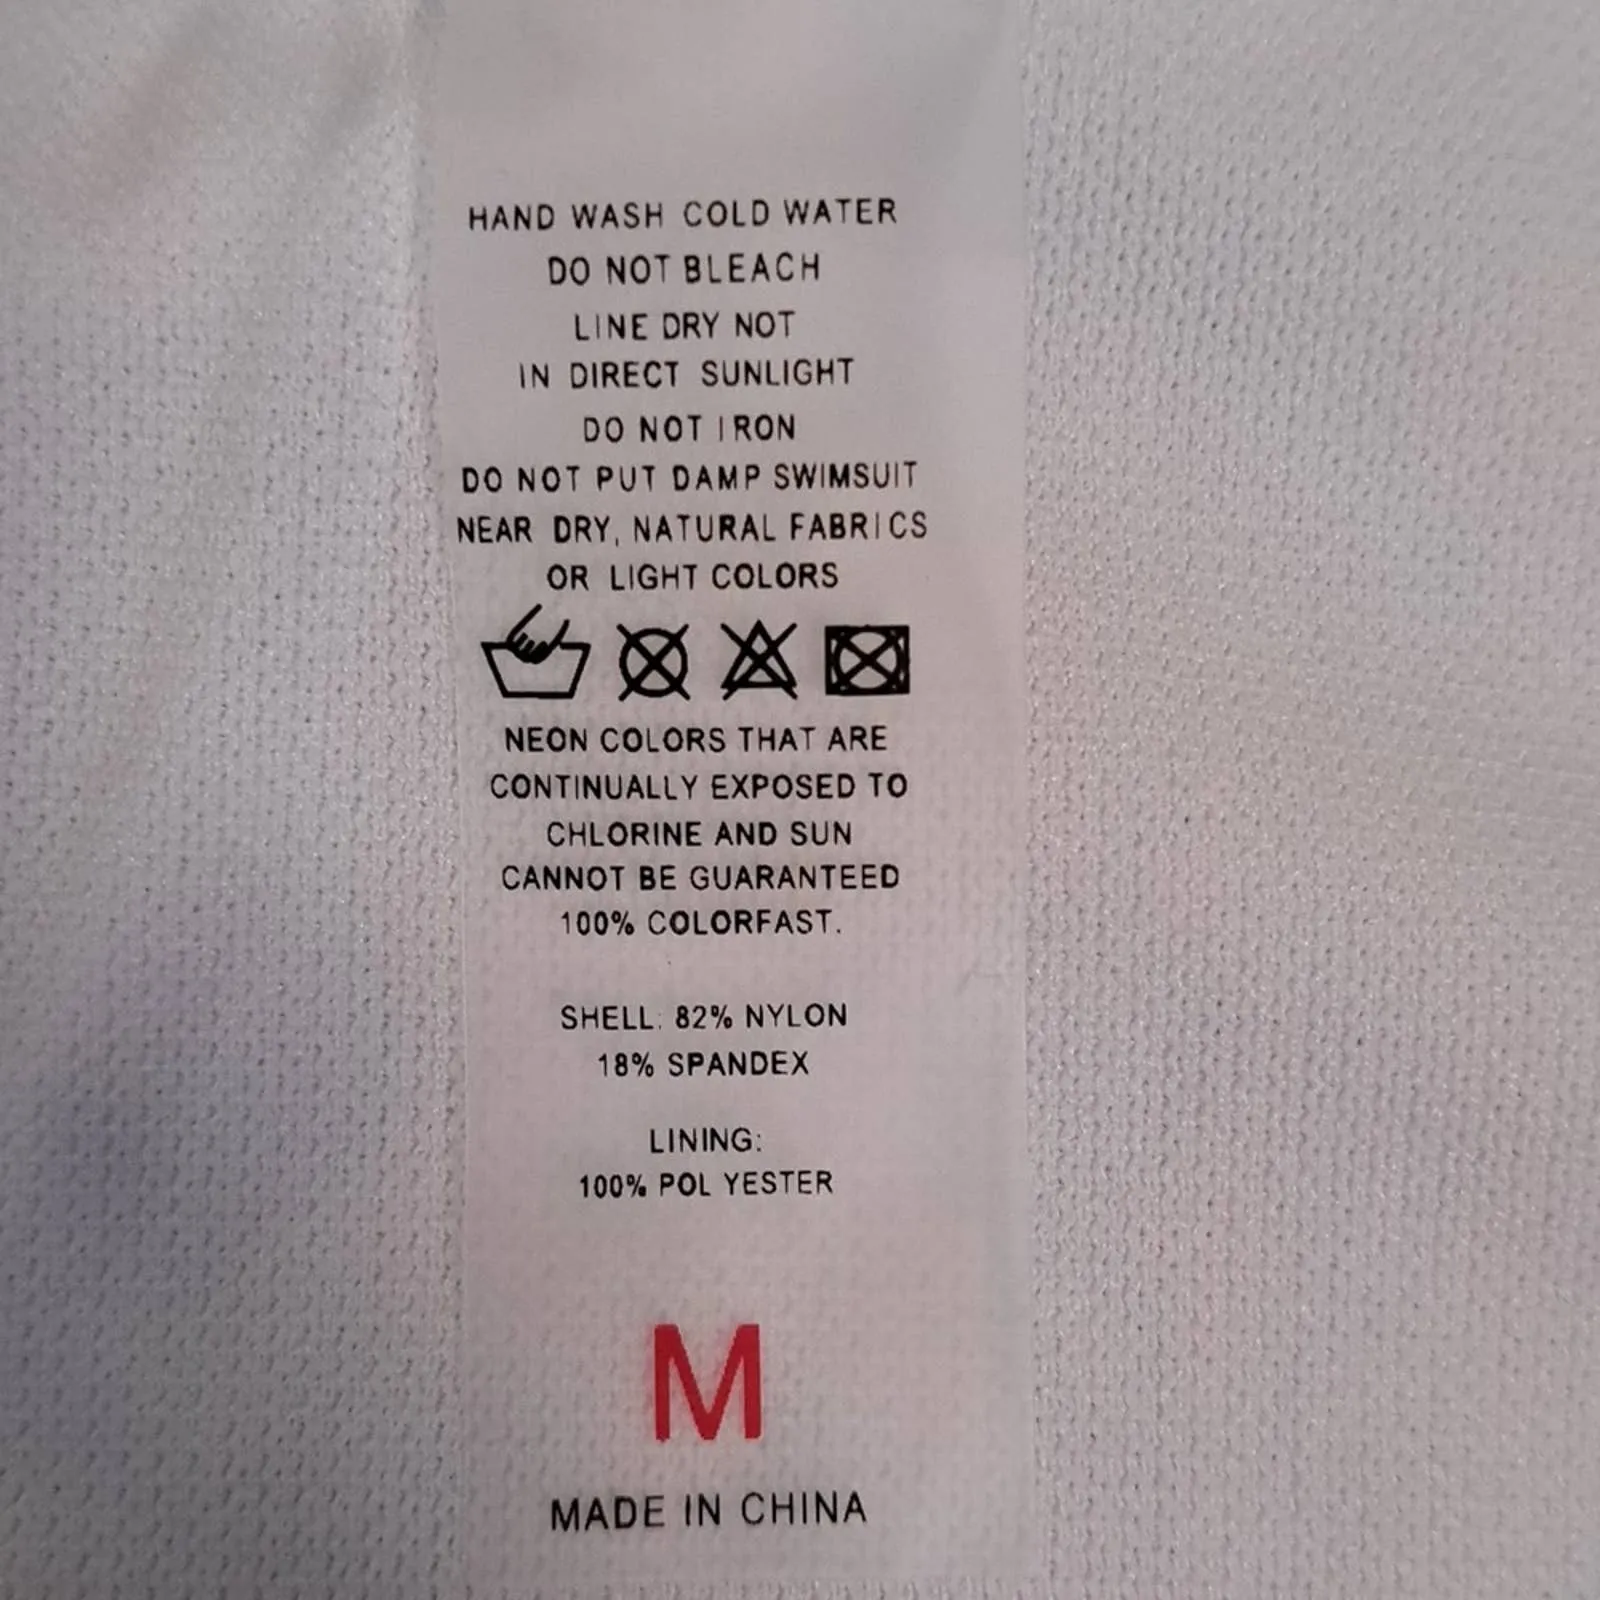 HAND WASH COLD WATER
DO NOT BLEACH
LINE DRY NOT
IN DIRECT SUNLIGHT
DO NOT IRON
DO NOT PUT DAMP SWIMSUIT
NEAR DRY, NATURAL FABRICS
OR LIGHT COLORS
NEON COLORS THAT ARE
CONTINUALLY EXPOSED TO
CHLORINE AND SUN
CANNOT BE GUARANTEED
100% COLORFAST.
SHELL: 82% NYLON
18% SPANDEX
LINING:
100% POL YESTER
M
MADE IN CHINA